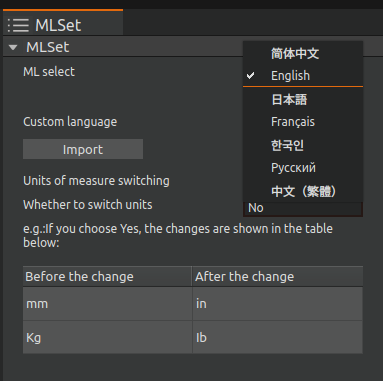 MLSet
MLSet
ML select
简体中文
English
日本語
Français
한국인
Русский
中文（繁體）
Custom language
Import
Units of measure switching
Whether to switch units
No
e.g.:If you choose Yes, the changes are shown in the table
below:
Before the change After the change
mm in
Kg Ib